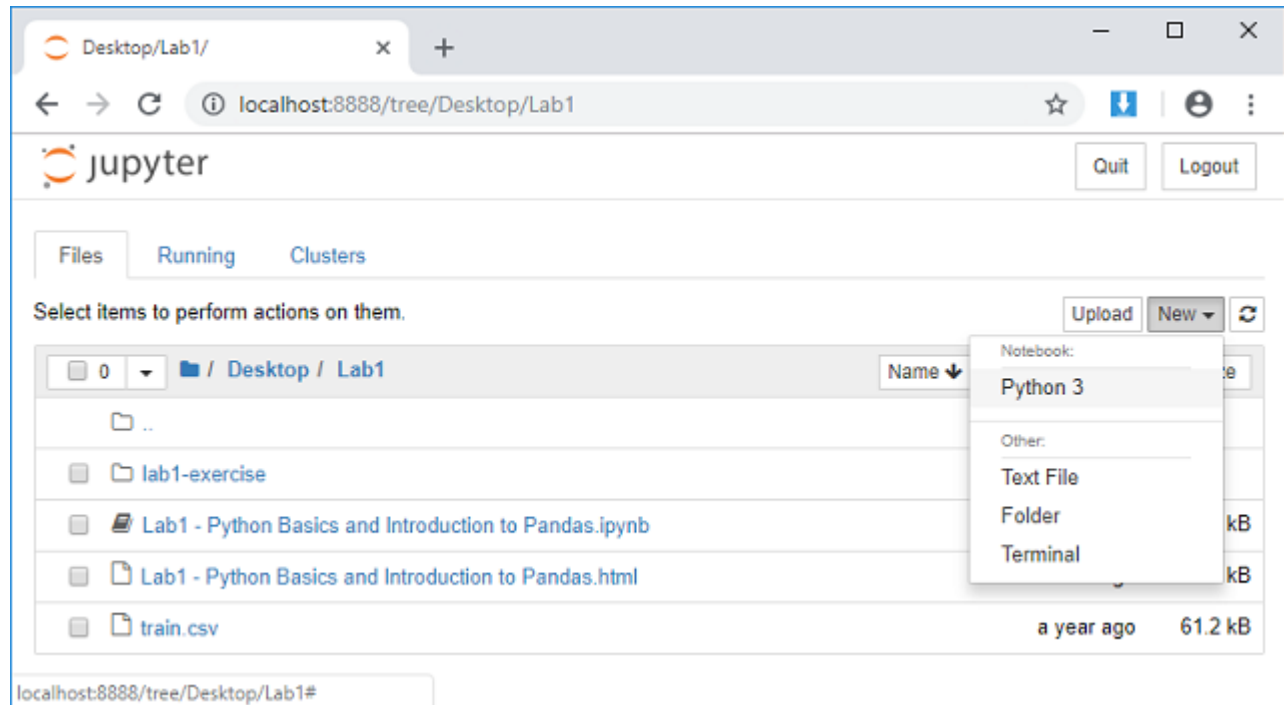 Desktop/Lab1/
localhost:8888/tree/Desktop/Lab1
jupyter
Quit Logout
Files Running Clusters
Select items to perform actions on them.
Upload New
0 / Desktop / Lab1
Name
Notebook:
Python 3
Other:
Text File
Folder
Terminal
..
lab1-exercise
Lab1 - Python Basics and Introduction to Pandas.ipynb
kB
Lab1 - Python Basics and Introduction to Pandas.html
kB
train.csv a year ago 61.2 kB
localhost:8888/tree/Desktop/Lab1#